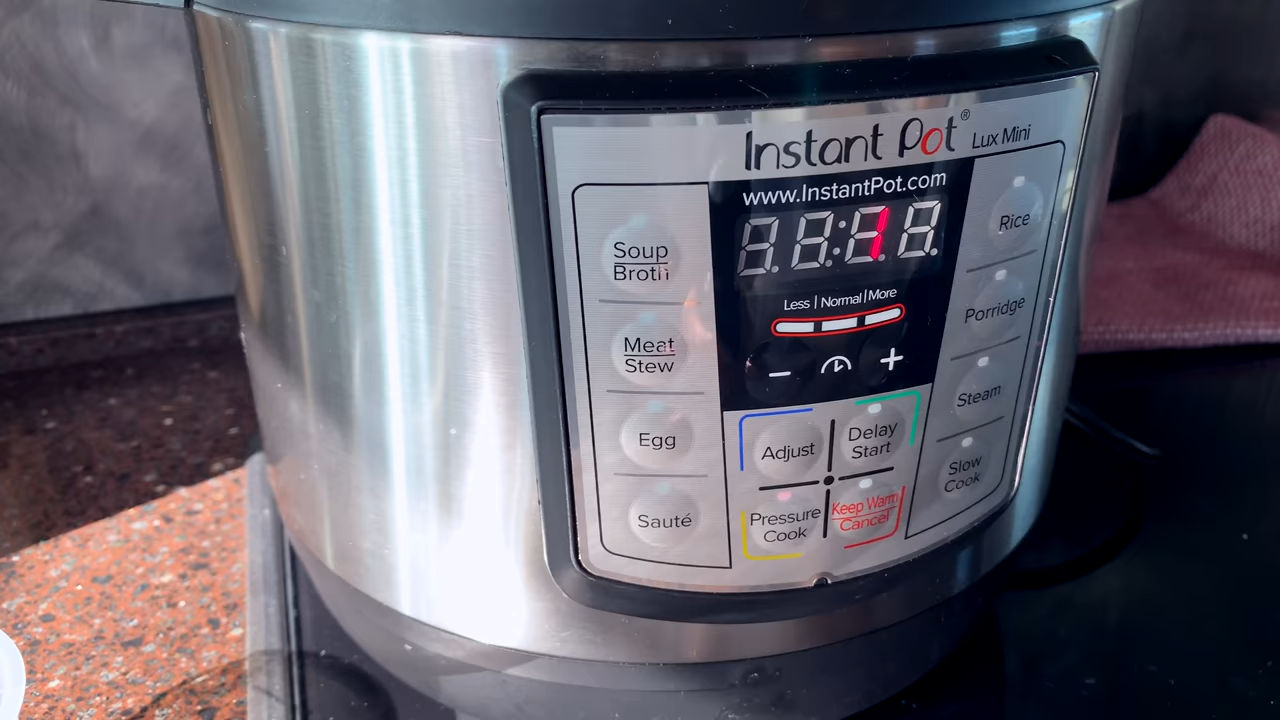 Instant Pot® Lux Mini
www.InstantPot.com
1
Less | Normal | More
− +
Soup
Broth
Meat
Stew
Egg
Sauté
Rice
Porridge
Steam
Slow
Cook
Adjust
Delay
Start
Pressure
Cook
Keep Warm
Cancel